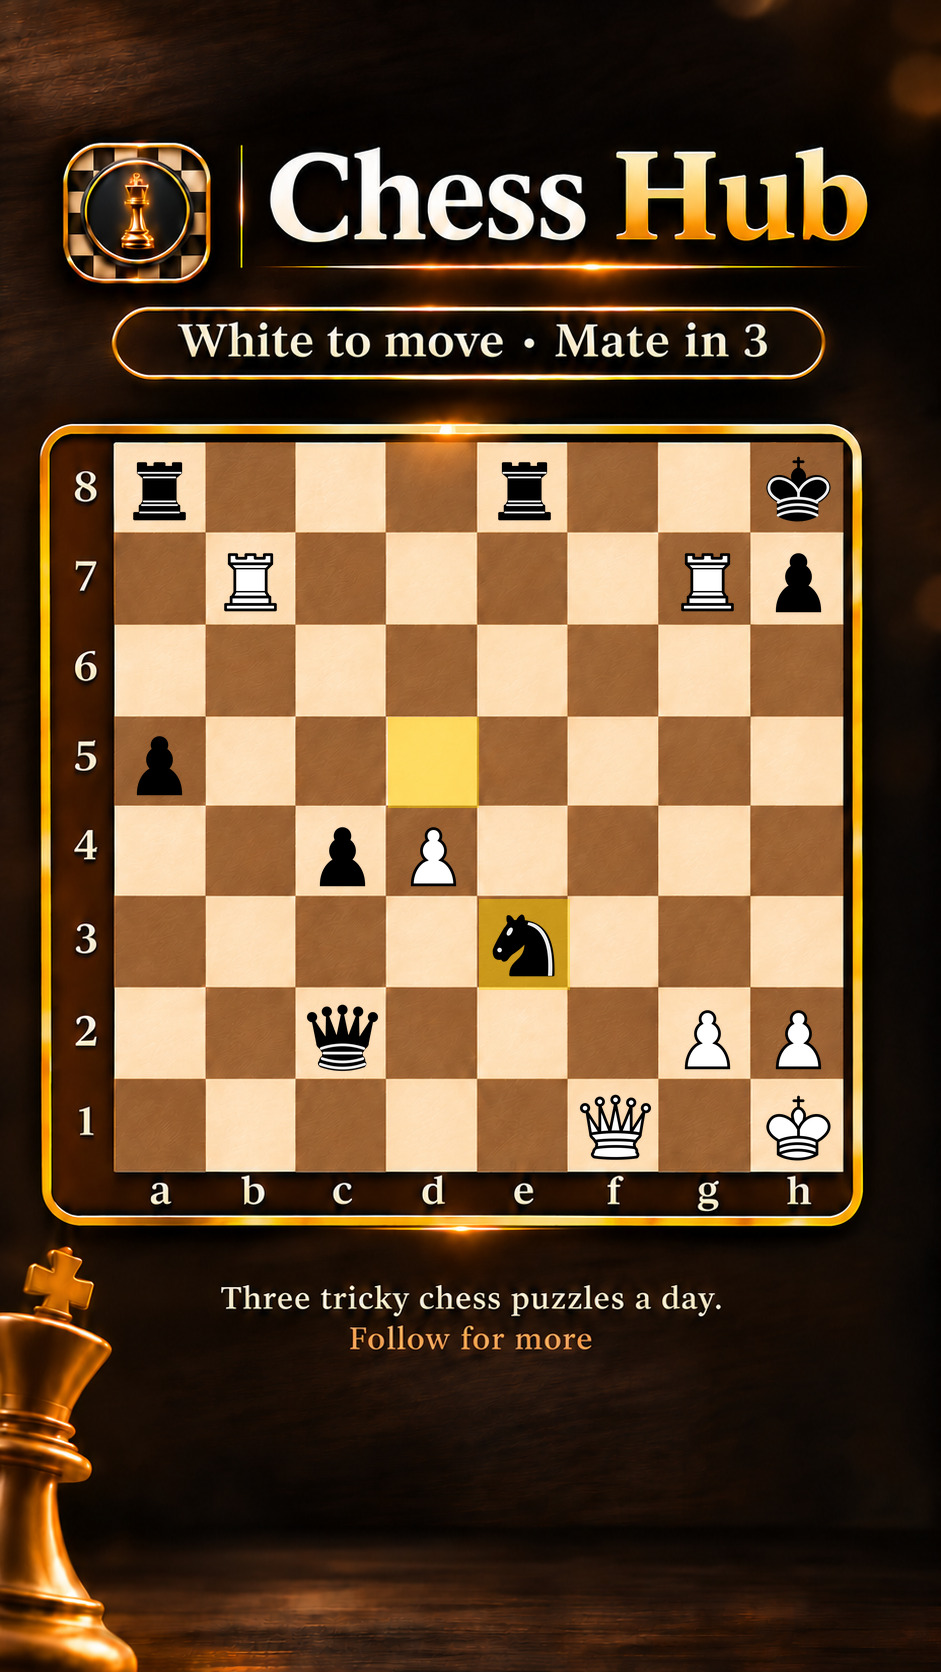 Chess Hub
White to move • Mate in 3
8
7
6
5
4
3
2
1
a b c d e f g h
Three tricky chess puzzles a day.
Follow for more